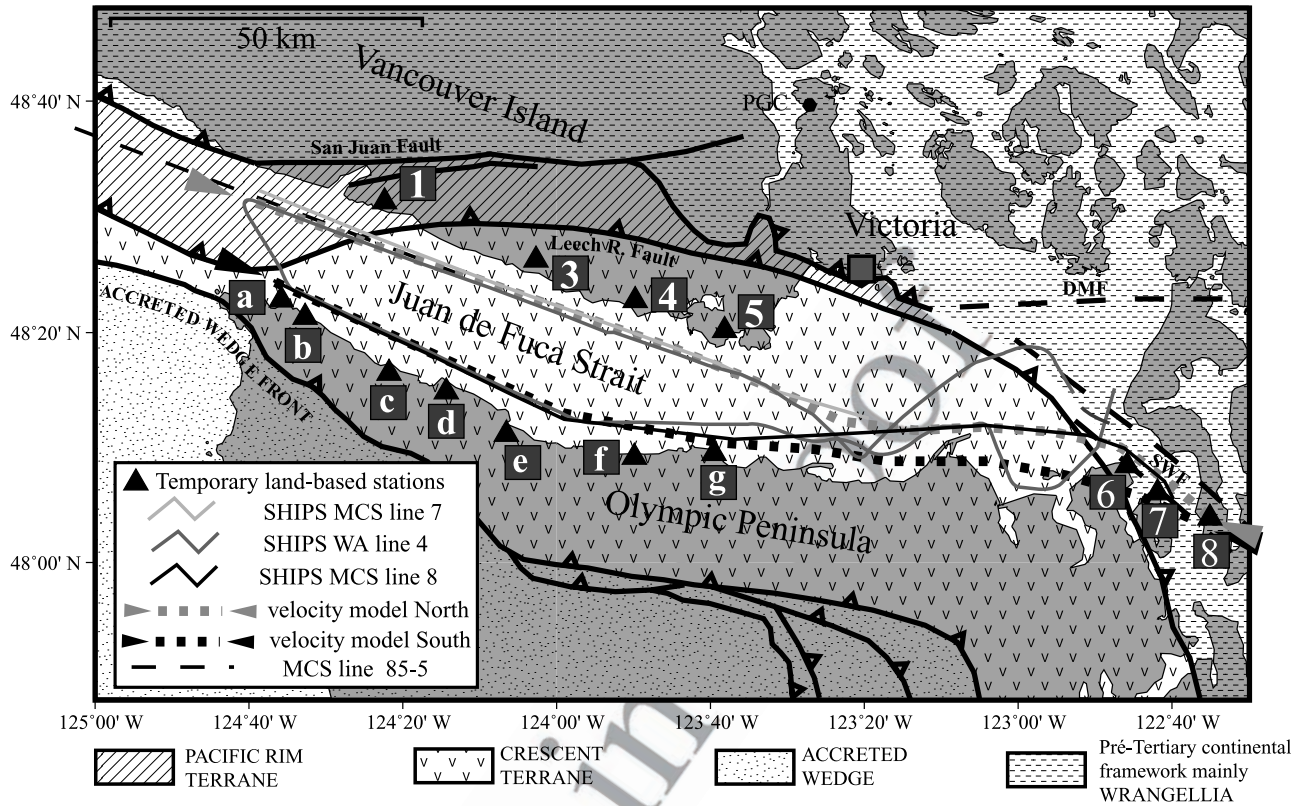 50 km
Vancouver Island
PGC
San Juan Fault
1
Victoria
Leech R. Fault
3
4
5
DMF
a
b
c
d
e
f
g
Juan de Fuca Strait
ACCRETED WEDGE FRONT
SWF
6
7
8
Olympic Peninsula
48°40' N
48°20' N
48°00' N
Temporary land-based stations
SHIPS MCS line 7
SHIPS WA line 4
SHIPS MCS line 8
velocity model North
velocity model South
MCS line 85-5
125°00' W 124°40' W 124°20' W 124°00' W 123°40' W 123°20' W 123°00' W 122°40' W
PACIFIC RIM
TERRANE
CRESCENT
TERRANE
ACCRETED
WEDGE
Pré-Tertiary continental
framework mainly
WRANGELLIA